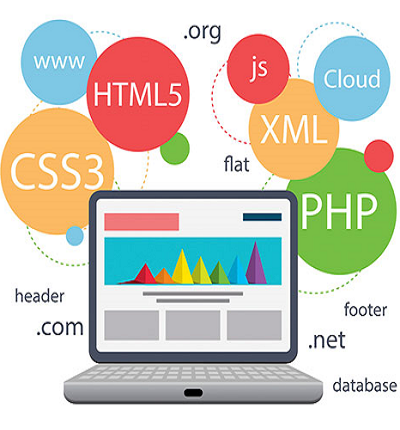 .org
www
js
HTML5
Cloud
XML
flat
CSS3
PHP
header
footer
.com
.net
database